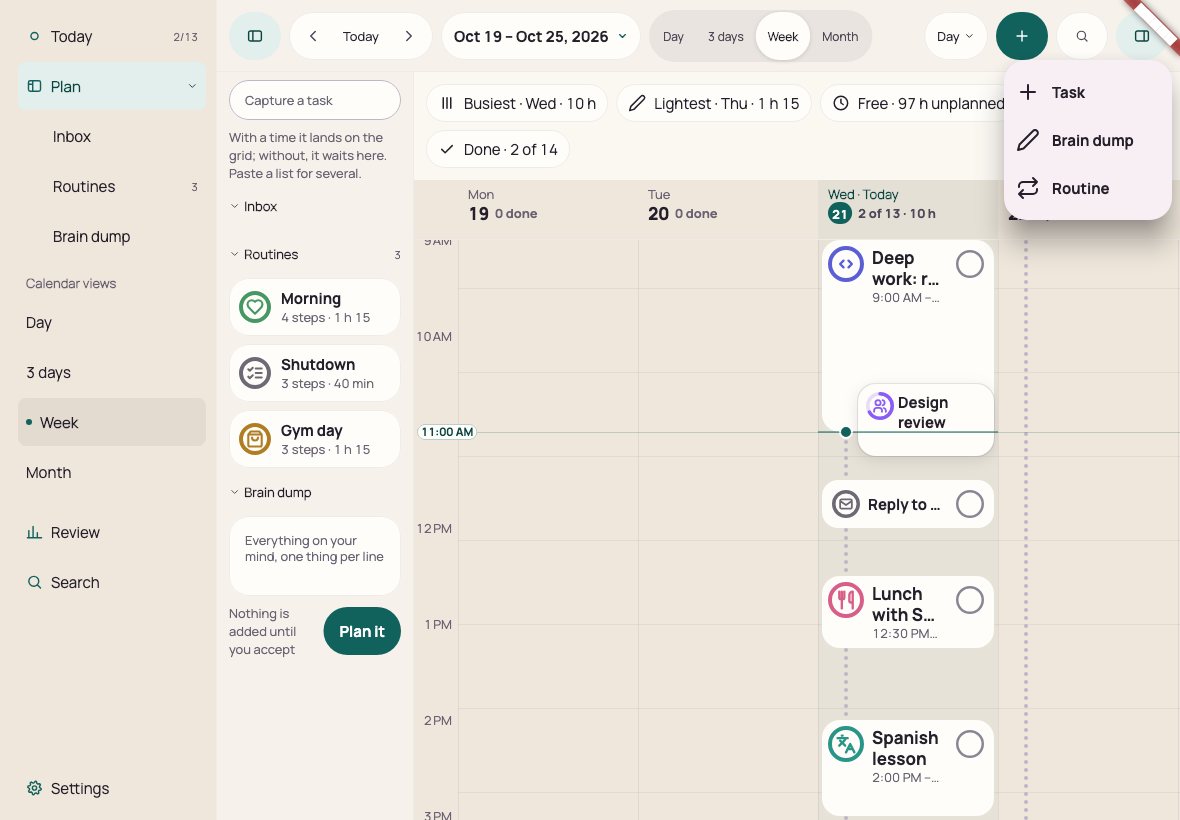 Today
2/13
Plan
Inbox
Routines
3
Brain dump
Calendar views
Day
3 days
Week
Month
Review
Search
Settings
Today
Oct 19 – Oct 25, 2026
Day
3 days
Week
Month
Day
Task
Brain dump
Routine
Capture a task
With a time it lands on the
grid; without, it waits here.
Paste a list for several.
Inbox
Routines
3
Morning
4 steps · 1 h 15
Shutdown
3 steps · 40 min
Gym day
3 steps · 1 h 15
Brain dump
Everything on your
mind, one thing per line
Nothing is
added until
you accept
Plan it
Busiest · Wed · 10 h
Lightest · Thu · 1 h 15
Free · 97 h unplanned
Done · 2 of 14
Mon
19 0 done
Tue
20 0 done
Wed · Today
21 2 of 13 · 10 h
9 AM
10 AM
11:00 AM
12 PM
1 PM
2 PM
3 PM
Deep
work: r…
9:00 AM –…
Design
review
Reply to …
Lunch
with S…
12:30 PM…
Spanish
lesson
2:00 PM –…